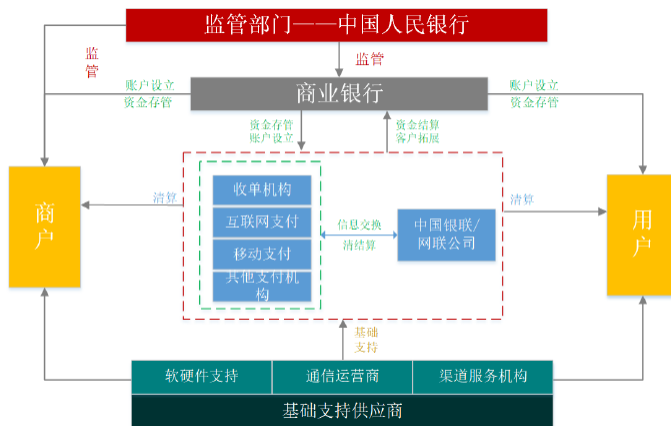 监管部门——中国人民银行
监
管
监管
账户设立
资金存管
商业银行
账户设立
资金存管
资金存管
账户设立
资金结算
客户拓展
商
户
清算
收单机构
互联网支付
移动支付
其他支付机
构
信息交换
清结算
中国银联/
网联公司
清算
用
户
基础
支持
软硬件支持
通信运营商
渠道服务机构
基础支持供应商